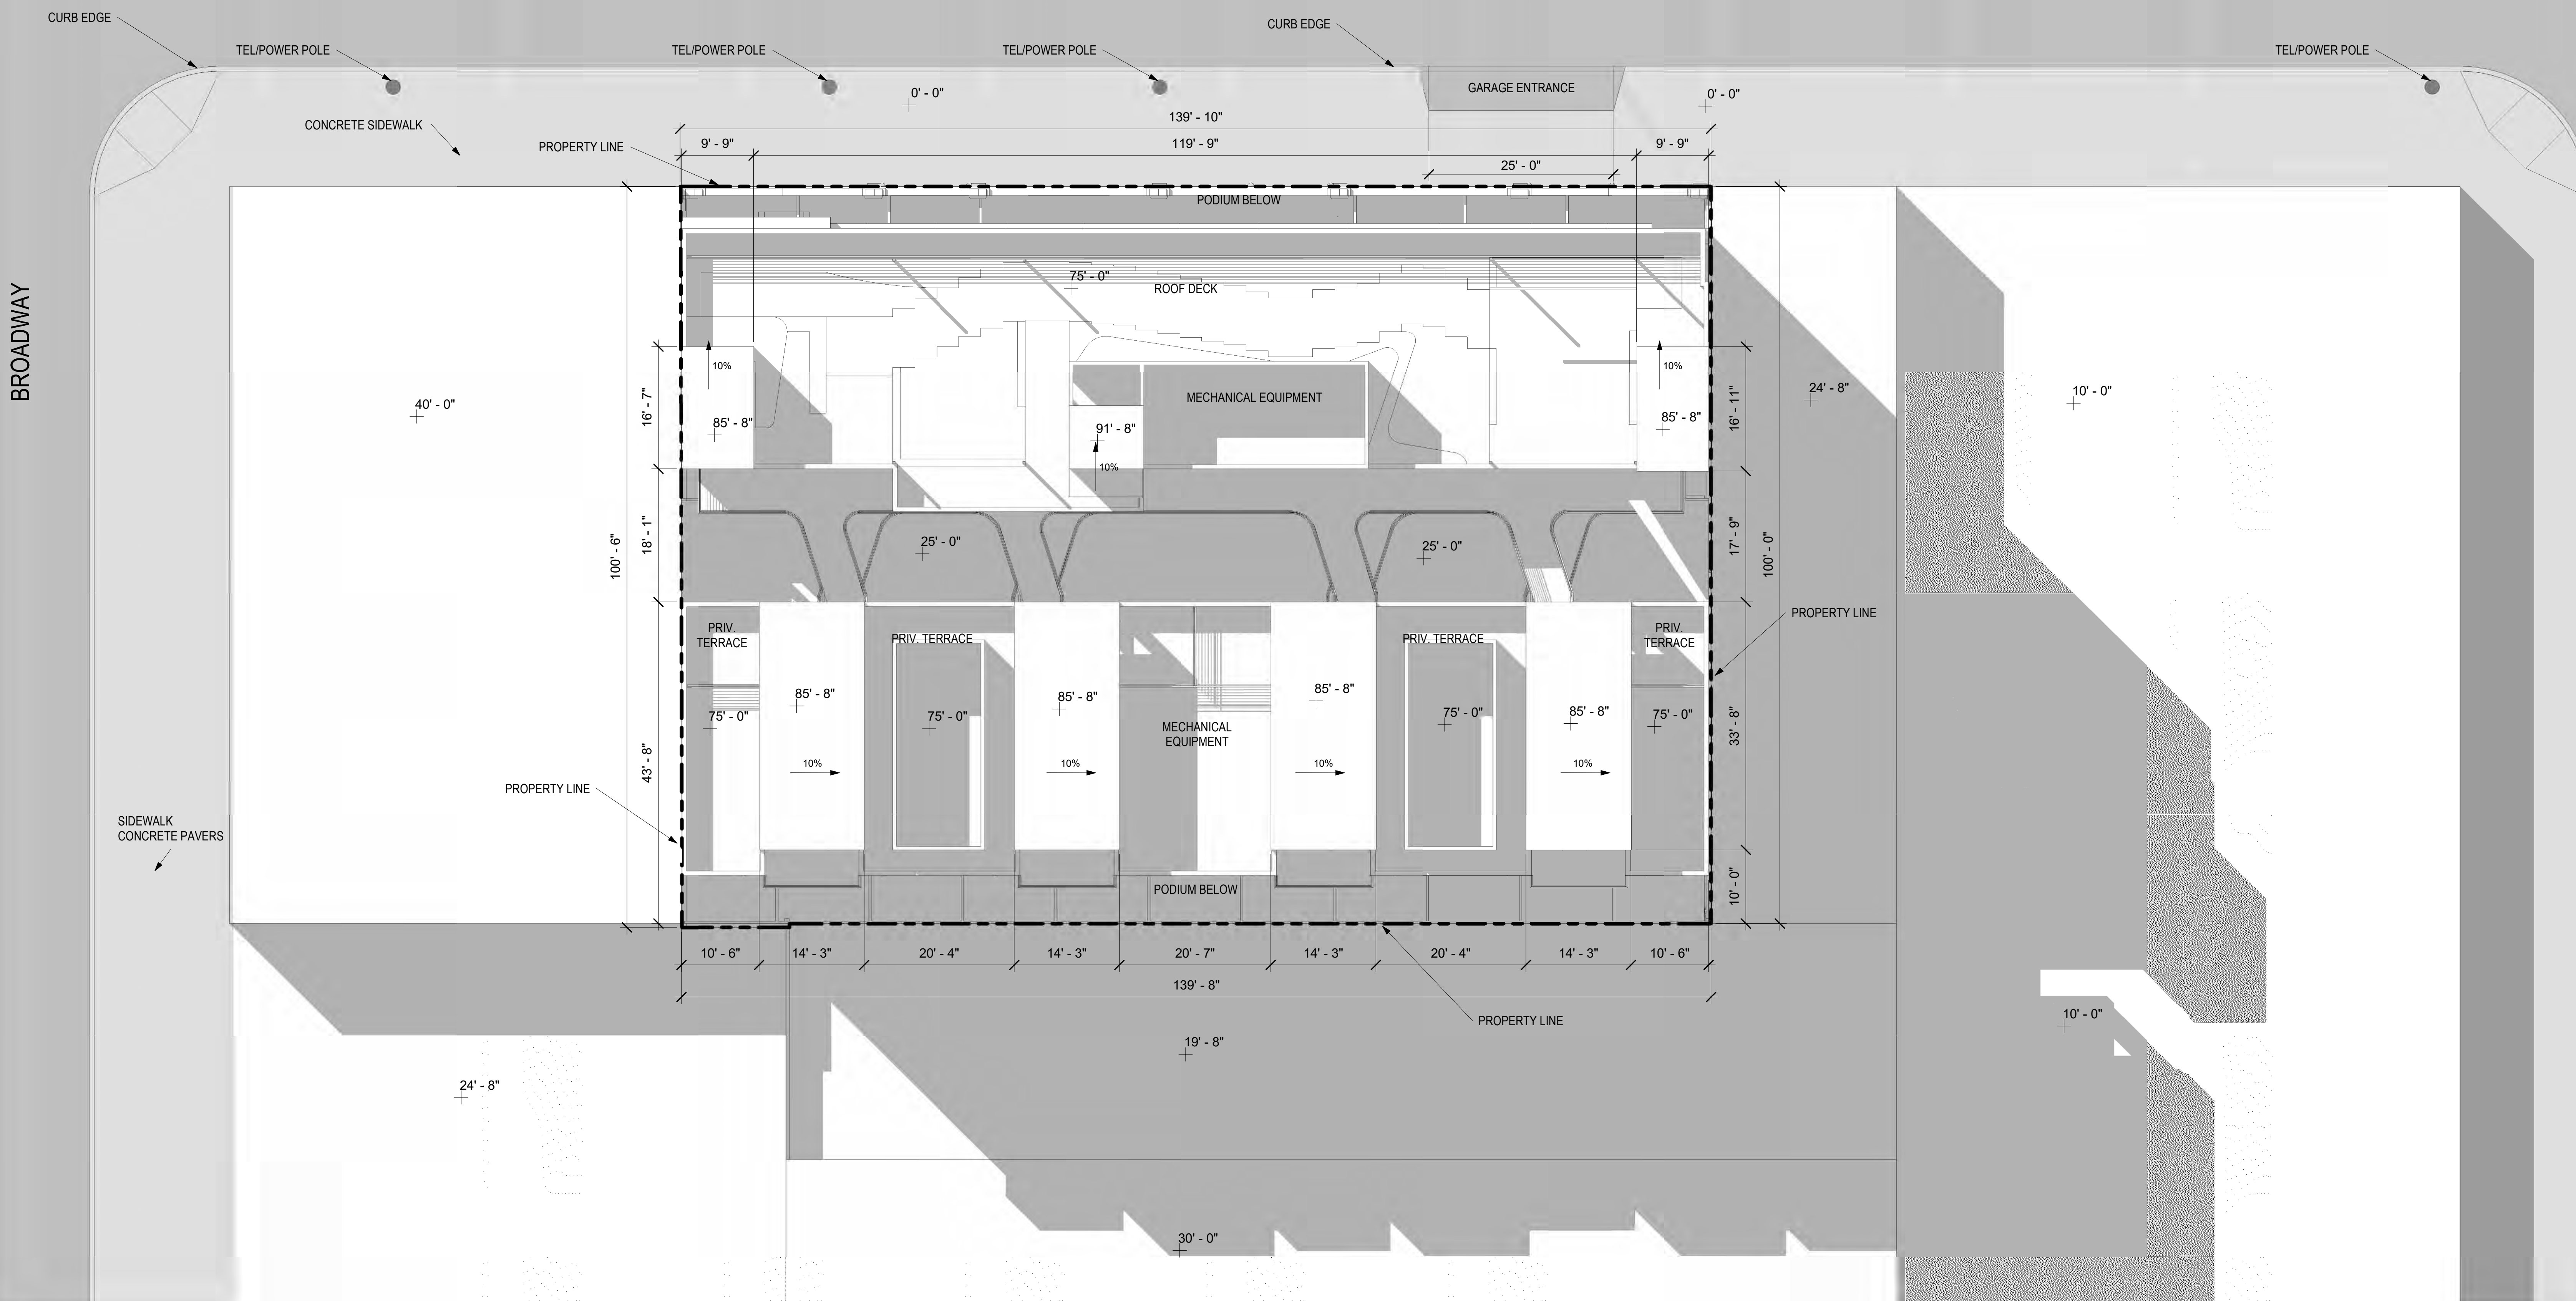 CURB EDGE
CURB EDGE
TEL/POWER POLE
TEL/POWER POLE
TEL/POWER POLE
TEL/POWER POLE
GARAGE ENTRANCE
0' - 0"
0' - 0"
139' - 10"
CONCRETE SIDEWALK
PROPERTY LINE
9' - 9"
119' - 9"
9' - 9"
25' - 0"
PODIUM BELOW
75' - 0"
ROOF DECK
BROADWAY
10%
10%
40' - 0"
16' - 7"
85' - 8"
MECHANICAL EQUIPMENT
91' - 8"
10%
85' - 8"
16' - 11"
24' - 8"
10' - 0"
100' - 6"
18' - 1"
25' - 0"
25' - 0"
17' - 9"
100' - 0"
PROPERTY LINE
PRIV.
TERRACE
PRIV. TERRACE
PRIV. TERRACE
PRIV.
TERRACE
85' - 8"
85' - 8"
85' - 8"
85' - 8"
75' - 0"
75' - 0"
75' - 0"
75' - 0"
MECHANICAL
EQUIPMENT
43' - 8"
33' - 8"
10%
10%
10%
10%
PROPERTY LINE
SIDEWALK
CONCRETE PAVERS
PODIUM BELOW
10' - 0"
10' - 6"
14' - 3"
20' - 4"
14' - 3"
20' - 7"
14' - 3"
20' - 4"
14' - 3"
10' - 6"
139' - 8"
PROPERTY LINE
10' - 0"
19' - 8"
24' - 8"
30' - 0"